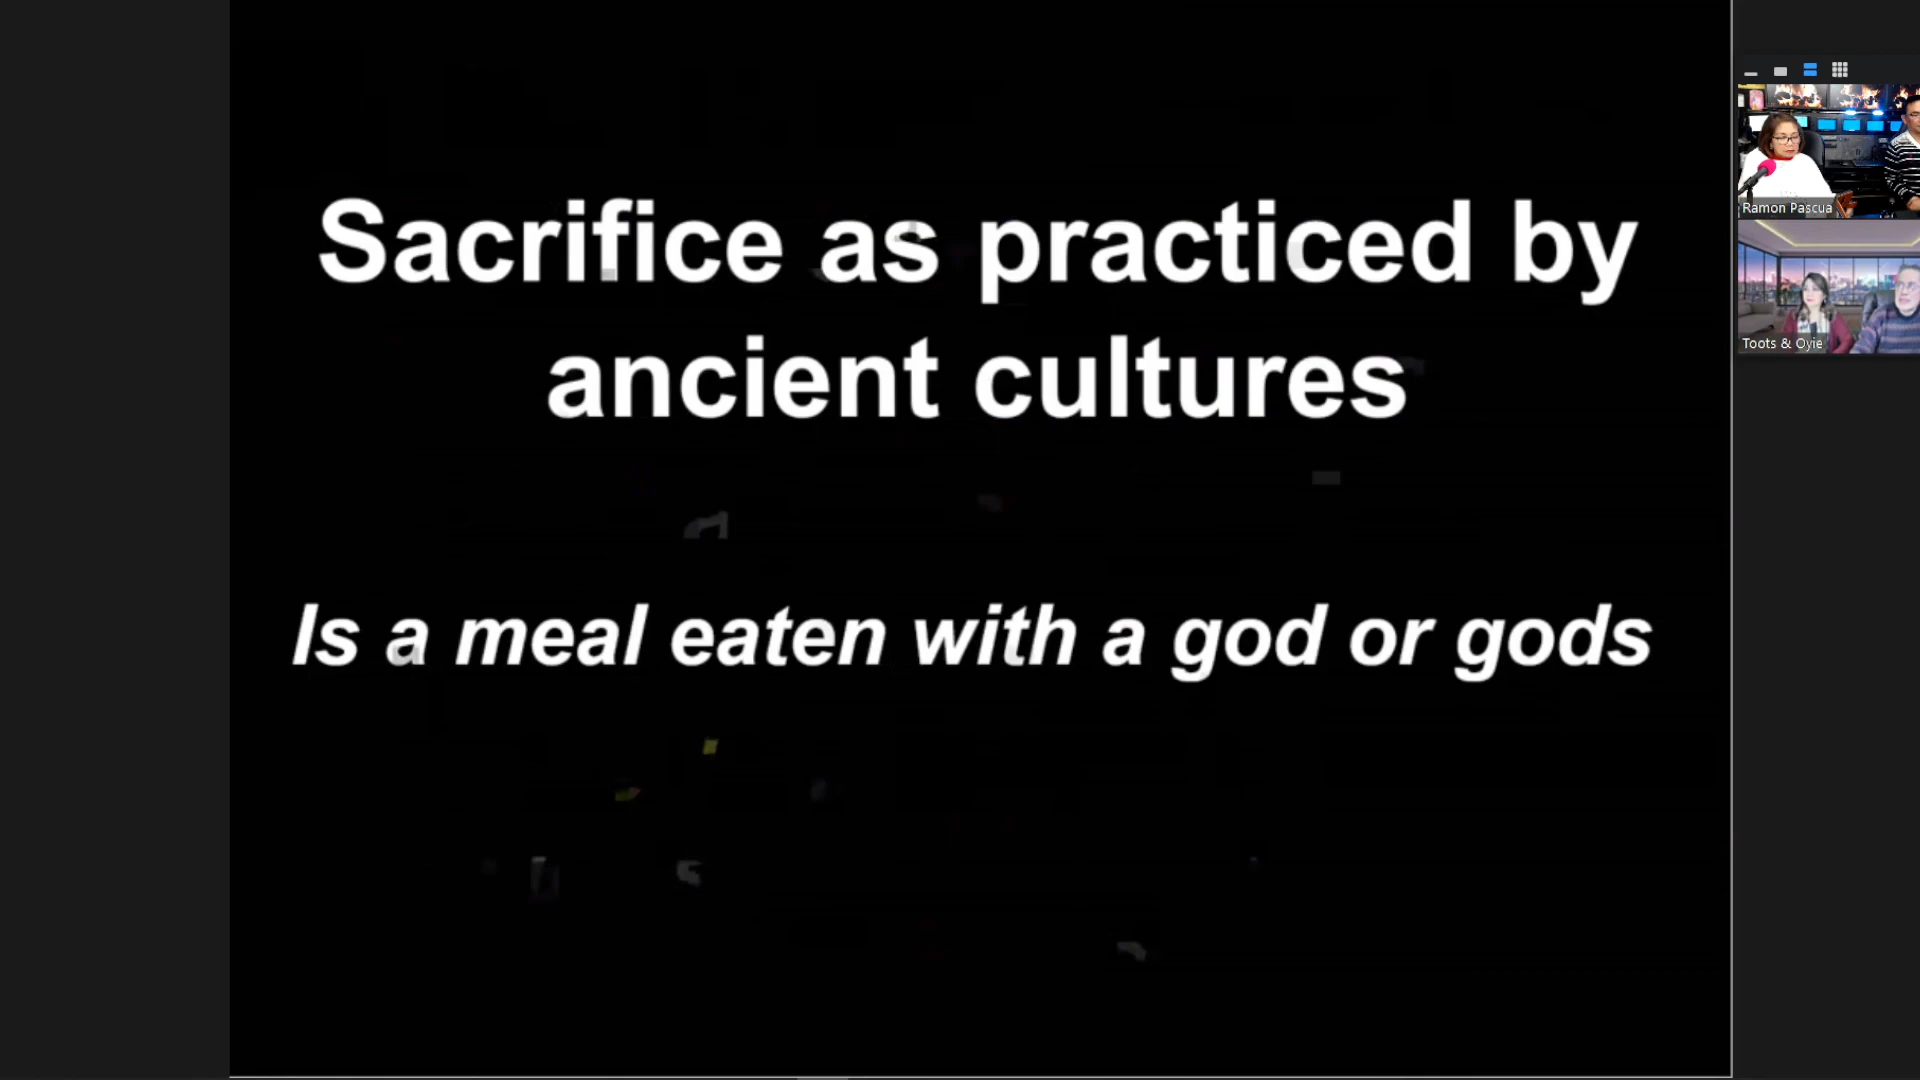 Sacrifice as practiced by
ancient cultures
Is a meal eaten with a god or gods
Ramon Pascua
Toots & Oyie